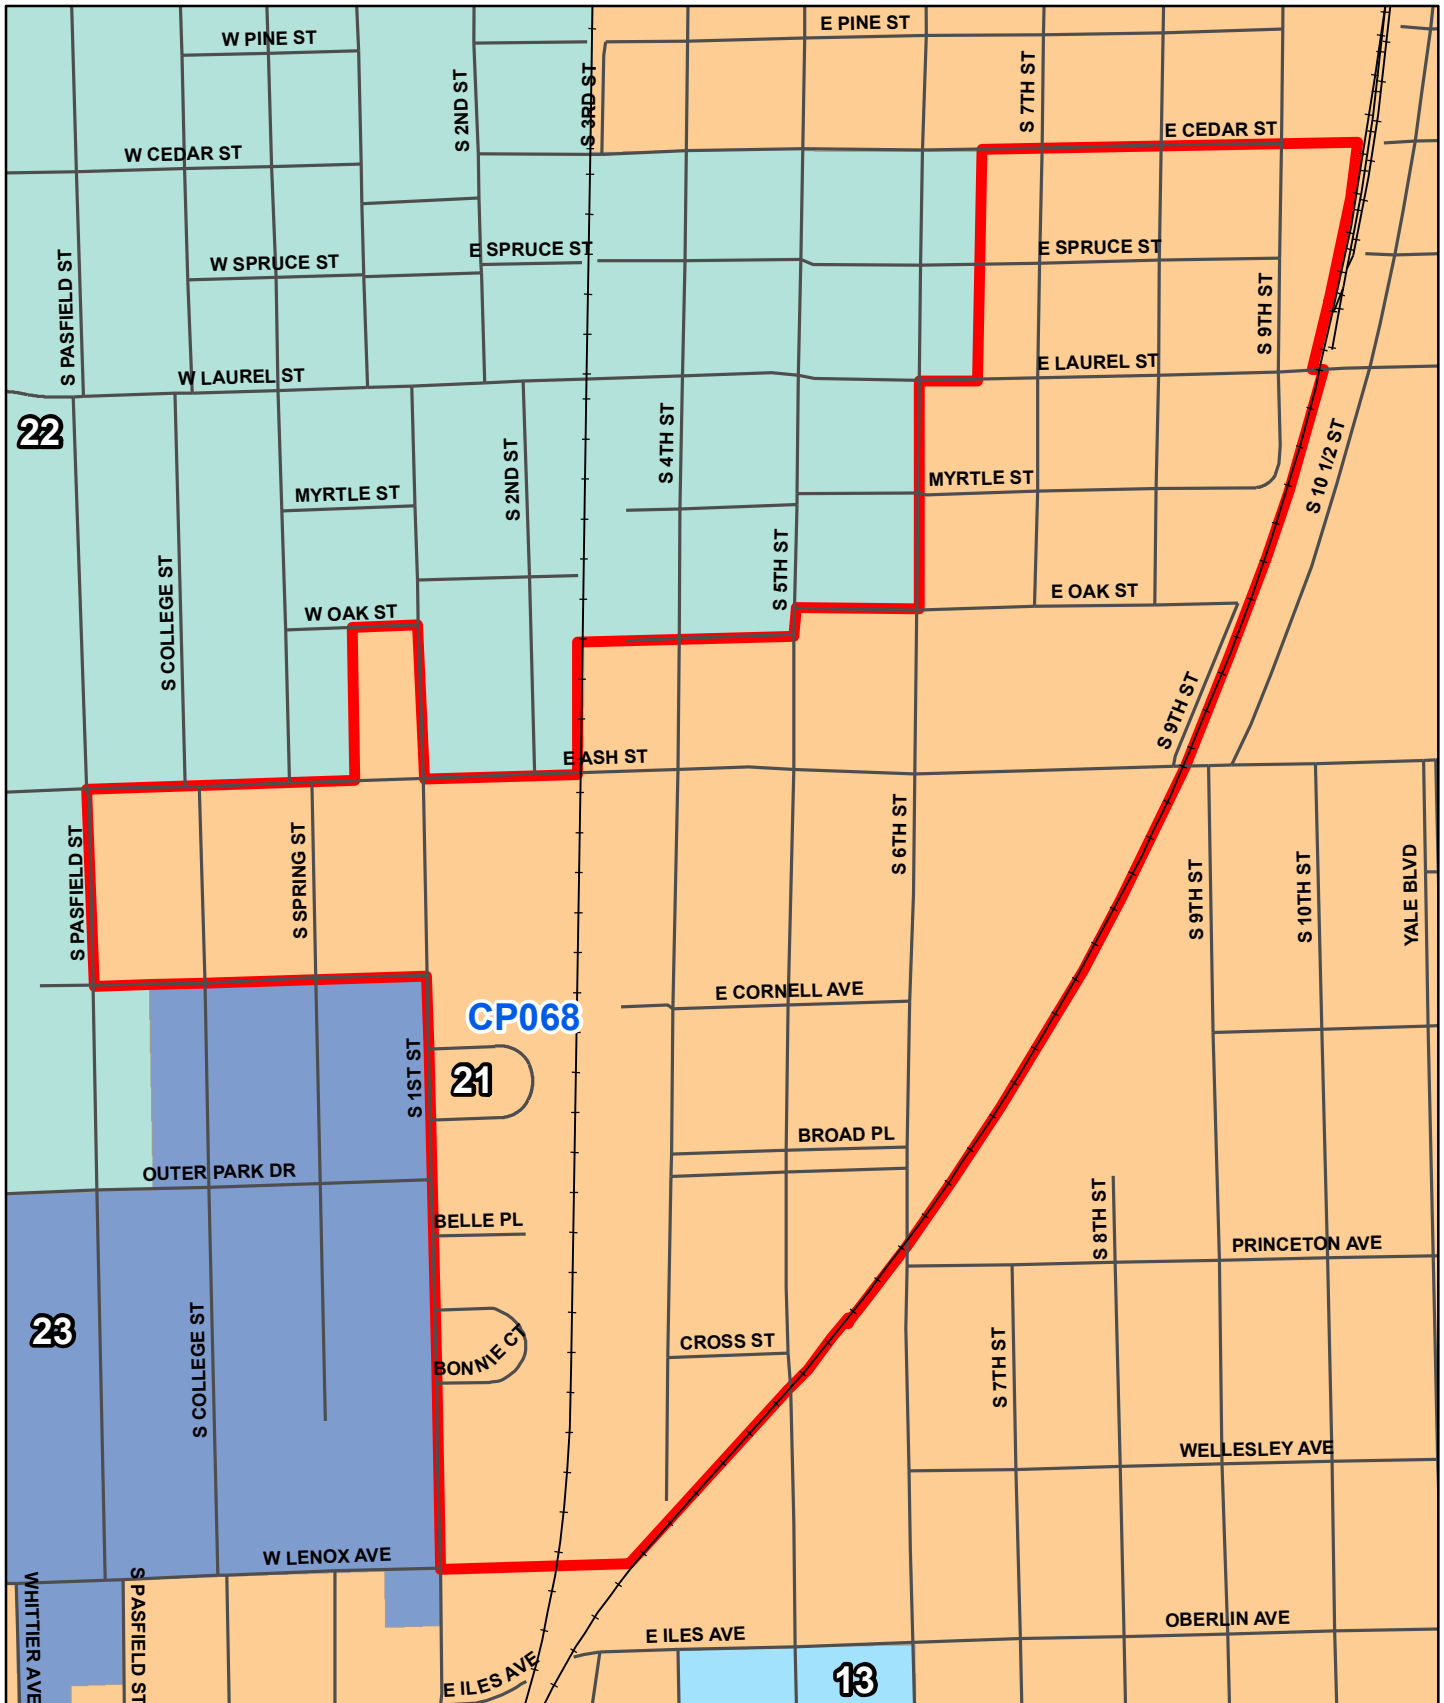 E PINE ST
W PINE ST
S 2ND ST
S 3RD ST
S 7TH ST
E CEDAR ST
W CEDAR ST
E SPRUCE ST
E SPRUCE ST
W SPRUCE ST
S PASFIELD ST
S 9TH ST
E LAUREL ST
W LAUREL ST
22
S 4TH ST
S 2ND ST
S 10 1/2 ST
MYRTLE ST
MYRTLE ST
S 5TH ST
S COLLEGE ST
E OAK ST
W OAK ST
S 9TH ST
E ASH ST
S 6TH ST
S PASFIELD ST
S SPRING ST
S 9TH ST
S 10TH ST
YALE BLVD
E CORNELL AVE
CP068
21
S 1ST ST
BROAD PL
OUTER PARK DR
BELLE PL
S 8TH ST
PRINCETON AVE
23
S COLLEGE ST
BONNIE CT
CROSS ST
S 7TH ST
WELLESLEY AVE
W LENOX AVE
WHITTIER AVE
S PASFIELD ST
OBERLIN AVE
E ILES AVE
E ILES AVE
13